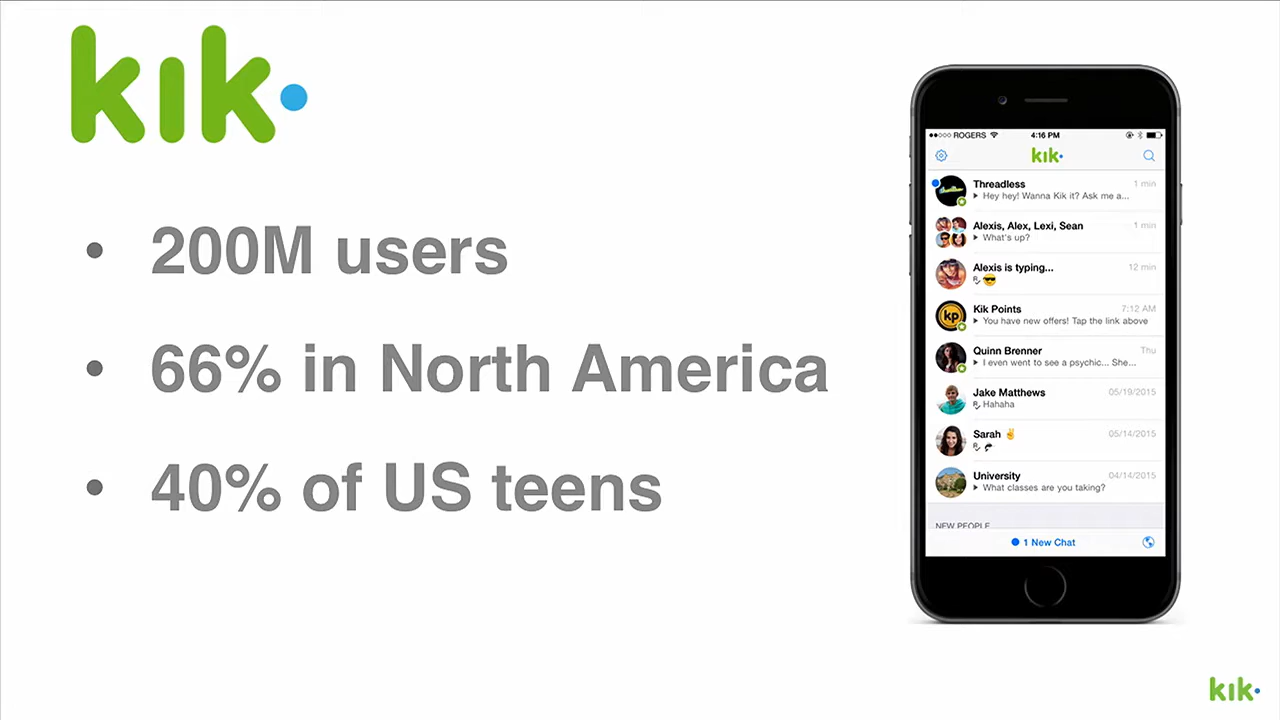 kik
• 200M users
• 66% in North America
• 40% of US teens
ROGERS 4:16 PM
kik
Threadless 1 min
Hey hey! Wanna Kik it? Ask me a...
Alexis, Alex, Lexi, Sean 1 min
What's up?
Alexis is typing... 12 min
R
kp
Kik Points 7:12 AM
You have new offers! Tap the link above
Quinn Brenner Thu
I even went to see a psychic... She...
Jake Matthews 05/19/2015
R Hahaha
Sarah ✌ 05/14/2015
R
University 04/14/2015
What classes are you taking?
NEW PEOPLE
1 New Chat
kik